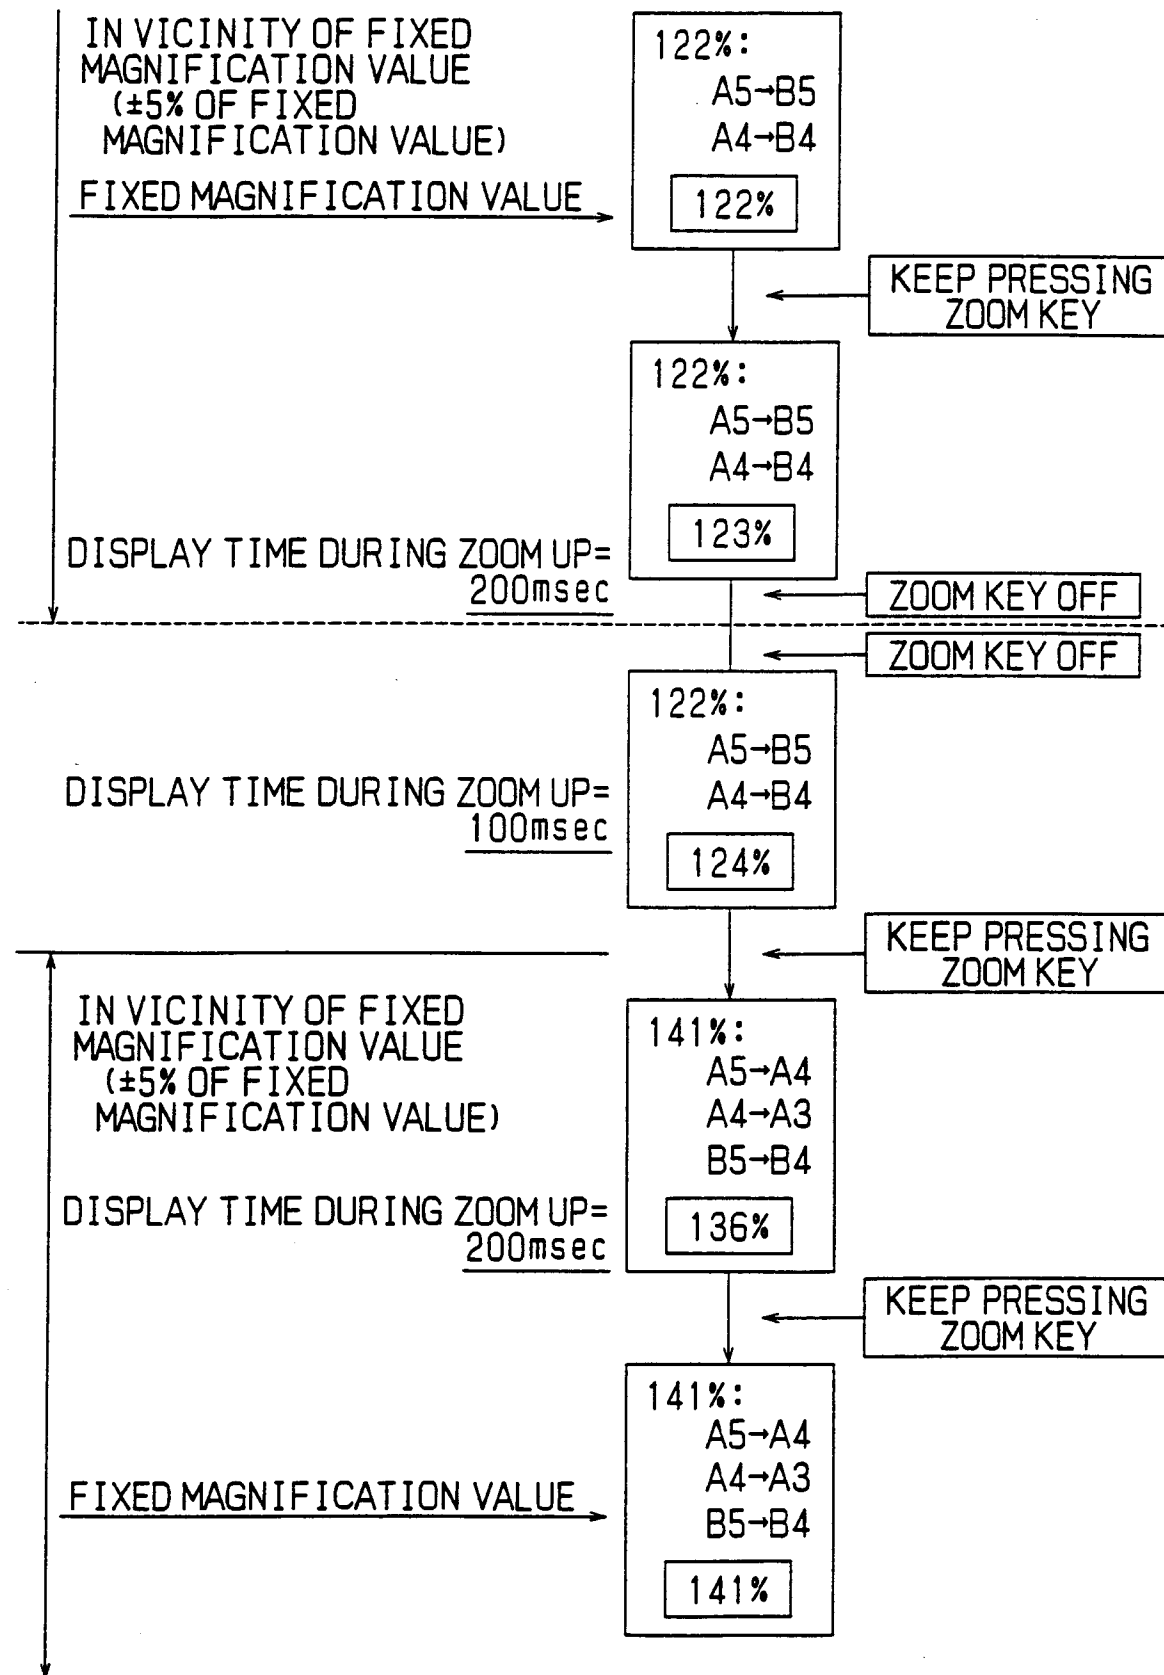 IN VICINITY OF FIXED
MAGNIFICATION VALUE
(±5% OF FIXED
MAGNIFICATION VALUE)
FIXED MAGNIFICATION VALUE
122%:
A5→B5
A4→B4
122%
KEEP PRESSING
ZOOM KEY
122%:
A5→B5
A4→B4
123%
DISPLAY TIME DURING ZOOM UP=
200msec
ZOOM KEY OFF
ZOOM KEY OFF
122%:
A5→B5
A4→B4
124%
DISPLAY TIME DURING ZOOM UP=
100msec
KEEP PRESSING
ZOOM KEY
IN VICINITY OF FIXED
MAGNIFICATION VALUE
(±5% OF FIXED
MAGNIFICATION VALUE)
141%:
A5→A4
A4→A3
B5→B4
136%
DISPLAY TIME DURING ZOOM UP=
200msec
KEEP PRESSING
ZOOM KEY
141%:
A5→A4
A4→A3
B5→B4
141%
FIXED MAGNIFICATION VALUE